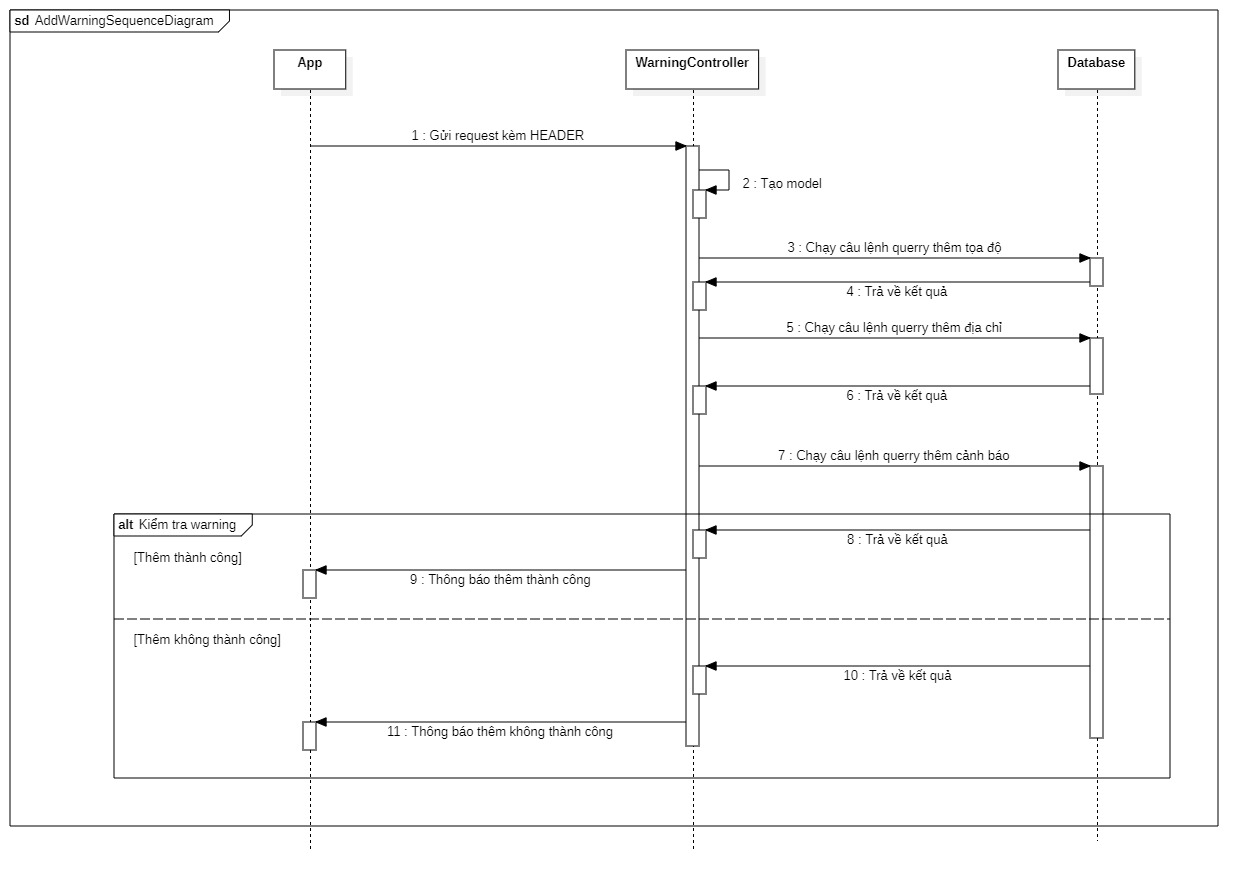 sd AddWarningSequenceDiagram
App
WarningController
Database
1 : Gửi request kèm HEADER
2 : Tạo model
3 : Chạy câu lệnh querry thêm tọa độ
4 : Trả về kết quả
5 : Chạy câu lệnh querry thêm địa chỉ
6 : Trả về kết quả
7 : Chạy câu lệnh querry thêm cảnh báo
alt Kiểm tra warning
8 : Trả về kết quả
[Thêm thành công]
9 : Thông báo thêm thành công
[Thêm không thành công]
10 : Trả về kết quả
11 : Thông báo thêm không thành công